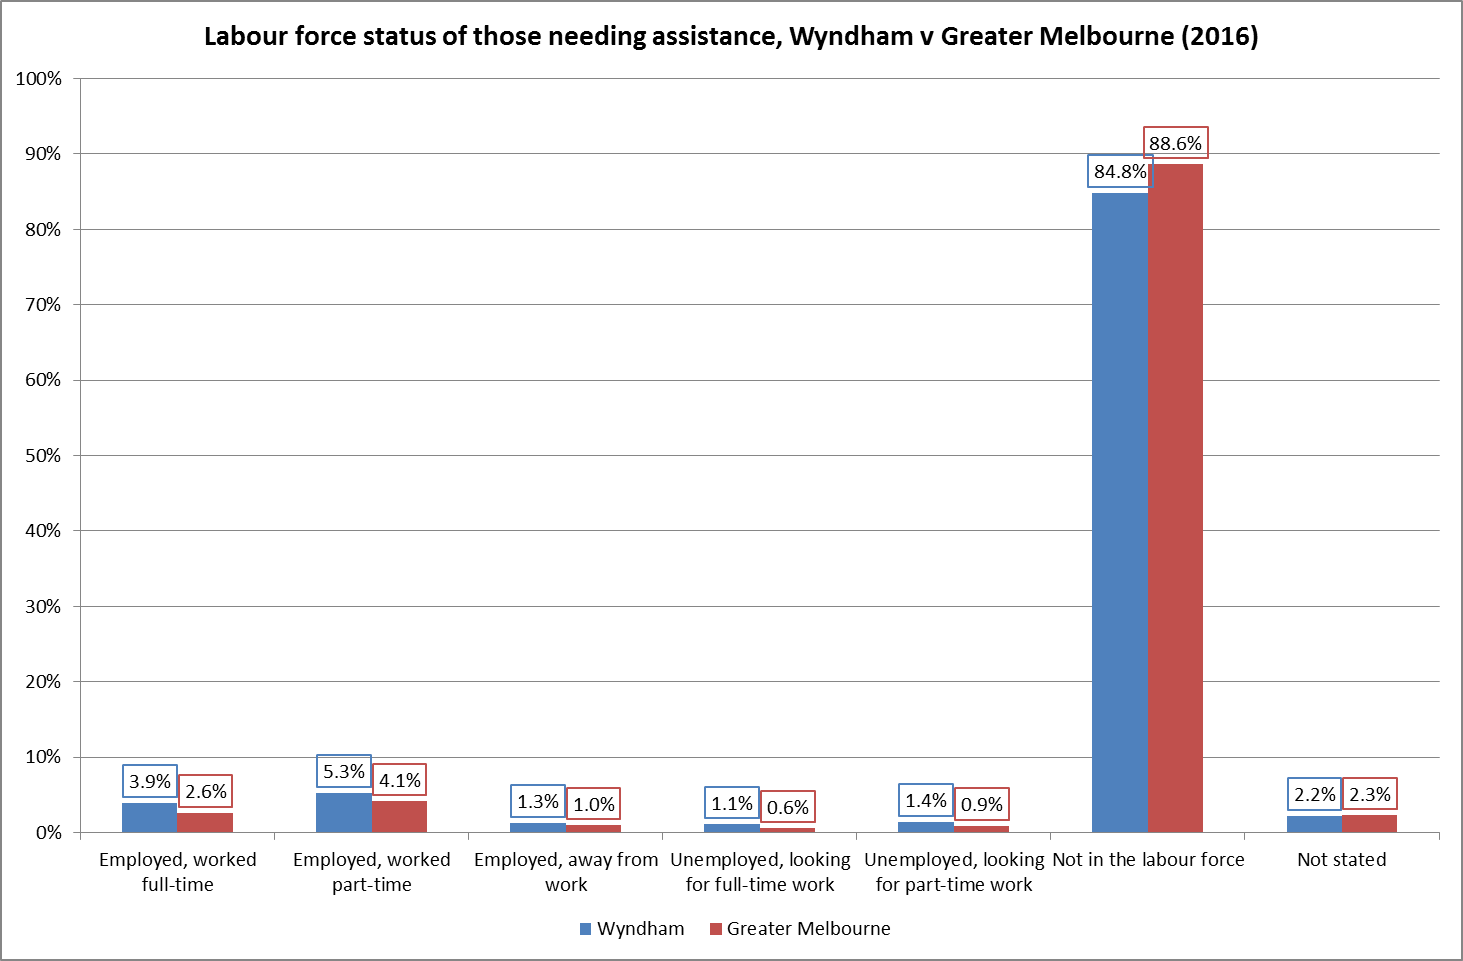 Labour force status of those needing assistance, Wyndham v Greater Melbourne (2016)
100%
90%
80%
70%
60%
50%
40%
30%
20%
10%
0%
3.9%
2.6%
5.3%
4.1%
1.3%
1.0%
1.1%
0.6%
1.4%
0.9%
84.8%
88.6%
2.2%
2.3%
Employed, worked
full-time
Employed, worked
part-time
Employed, away from
work
Unemployed, looking
for full-time work
Unemployed, looking
for part-time work
Not in the labour force
Not stated
Wyndham
Greater Melbourne